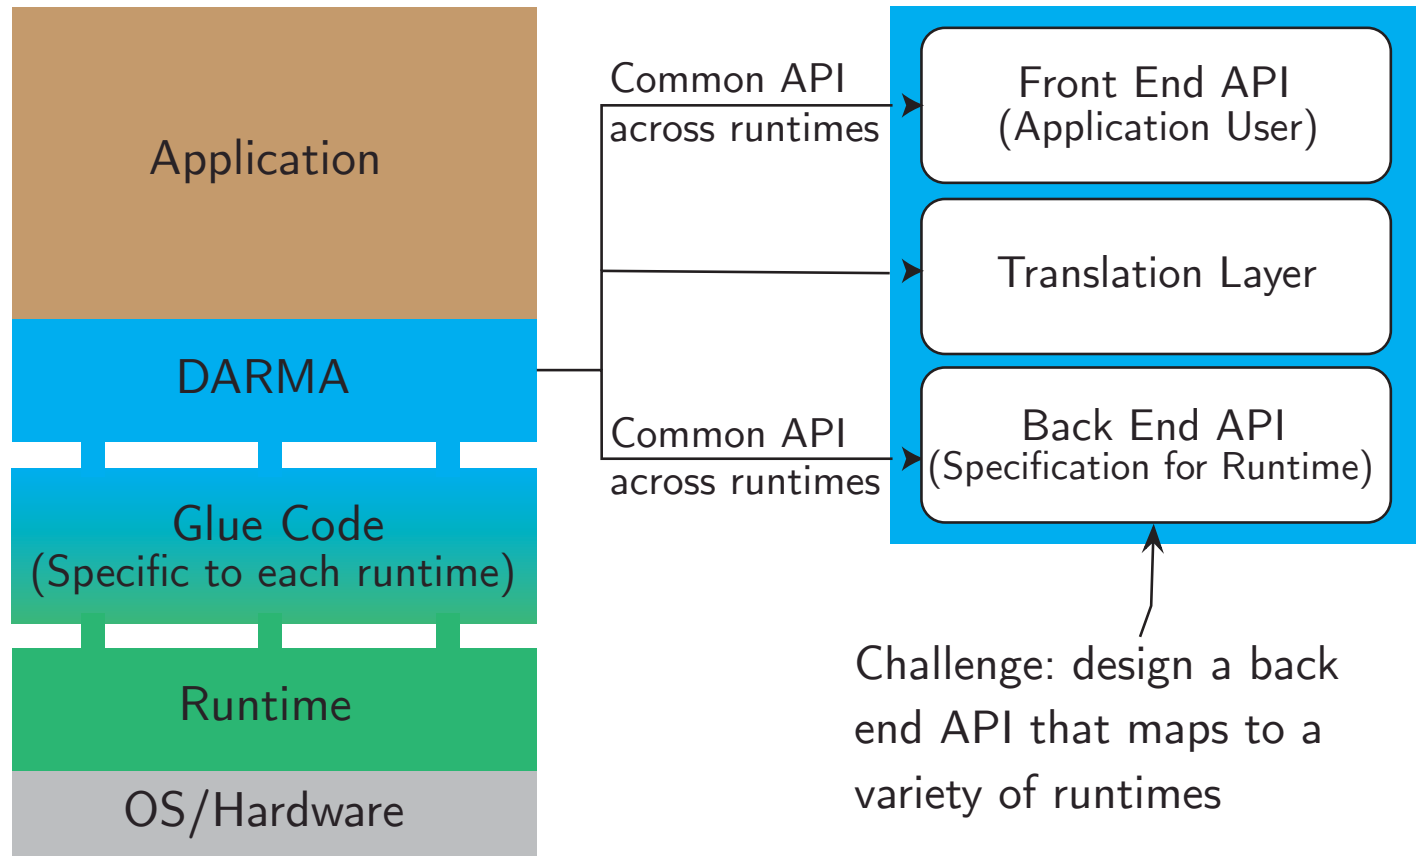 Application
DARMA
Glue Code
(Specific to each runtime)
Runtime
OS/Hardware
Common API
across runtimes
Common API
across runtimes
Front End API
(Application User)
Translation Layer
Back End API
(Specification for Runtime)
Challenge: design a back
end API that maps to a
variety of runtimes